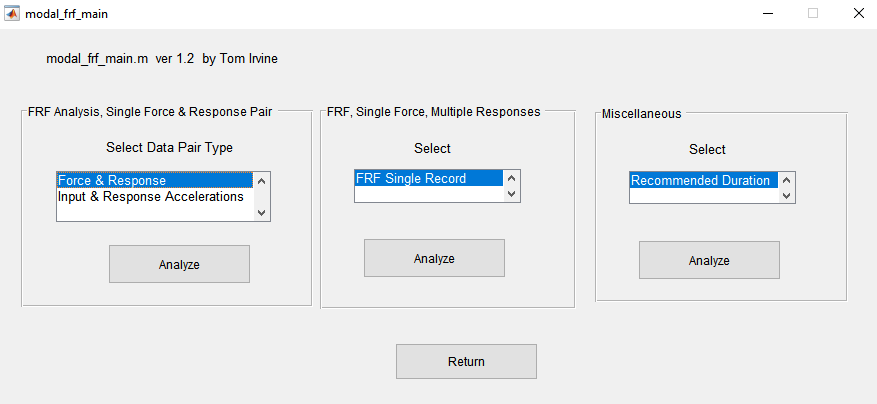 modal_frf_main
modal_frf_main.m  ver 1.2  by Tom Irvine
FRF Analysis, Single Force & Response Pair
Select Data Pair Type
Force & Response
Input & Response Accelerations
Analyze
FRF, Single Force, Multiple Responses
Select
FRF Single Record
Analyze
Miscellaneous
Select
Recommended Duration
Analyze
Return